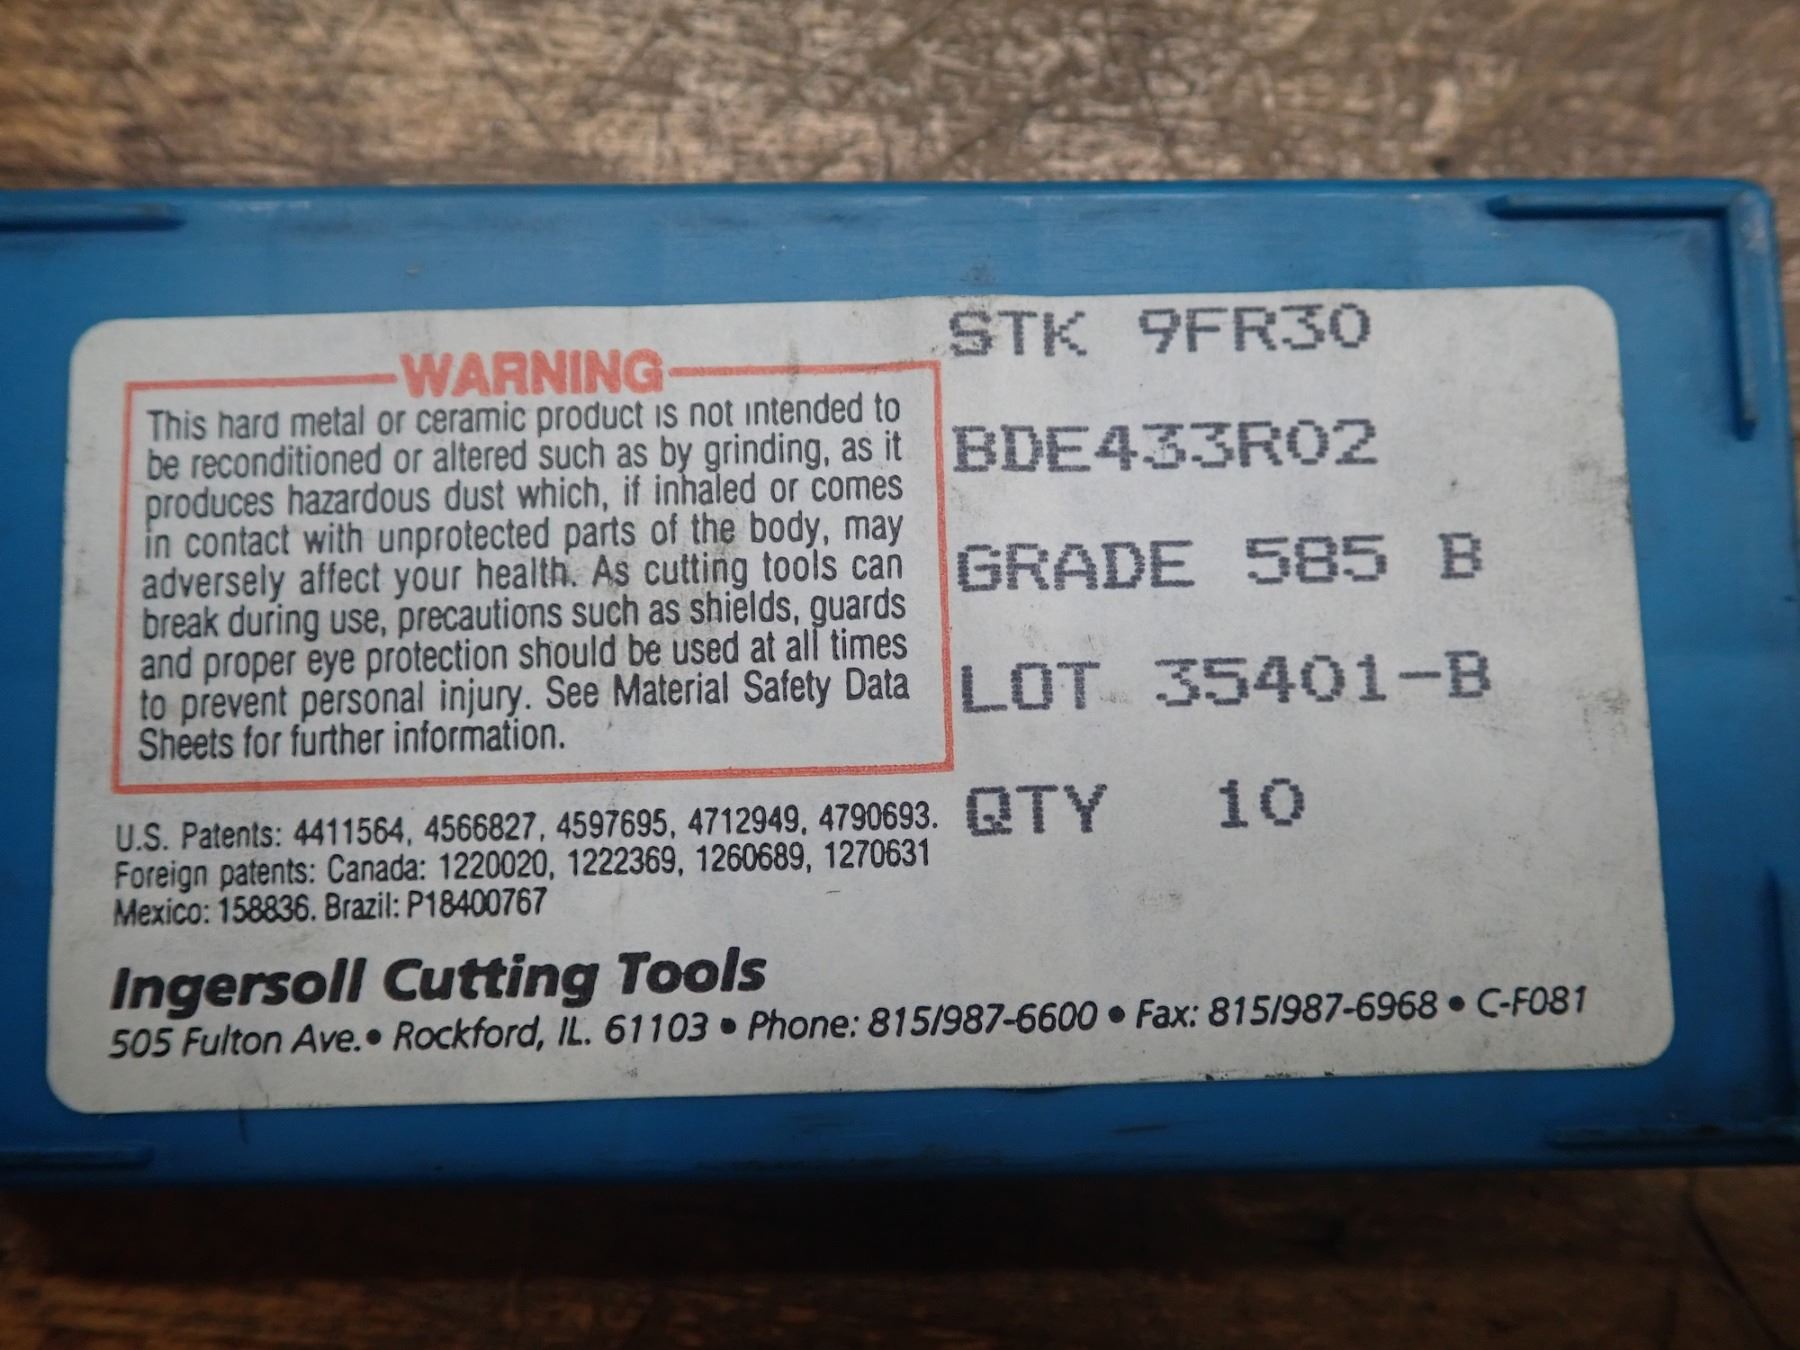 WARNING
This hard metal or ceramic product is not intended to
be reconditioned or altered such as by grinding, as it
produces hazardous dust which, if inhaled or comes
in contact with unprotected parts of the body, may
adversely affect your health. As cutting tools can
break during use, precautions such as shields, guards
and proper eye protection should be used at all times
to prevent personal injury. See Material Safety Data
Sheets for further information.
STK 9FR30
BDE433R02
GRADE 585 B
LOT 35401-B
QTY 10
U.S. Patents: 4411564, 4566827, 4597695, 4712949, 4790693.
Foreign patents: Canada: 1220020, 1222369, 1260689, 1270631
Mexico: 158836. Brazil: P18400767
Ingersoll Cutting Tools
505 Fulton Ave. • Rockford, IL. 61103 • Phone: 815/987-6600 • Fax: 815/987-6968 • C-F081